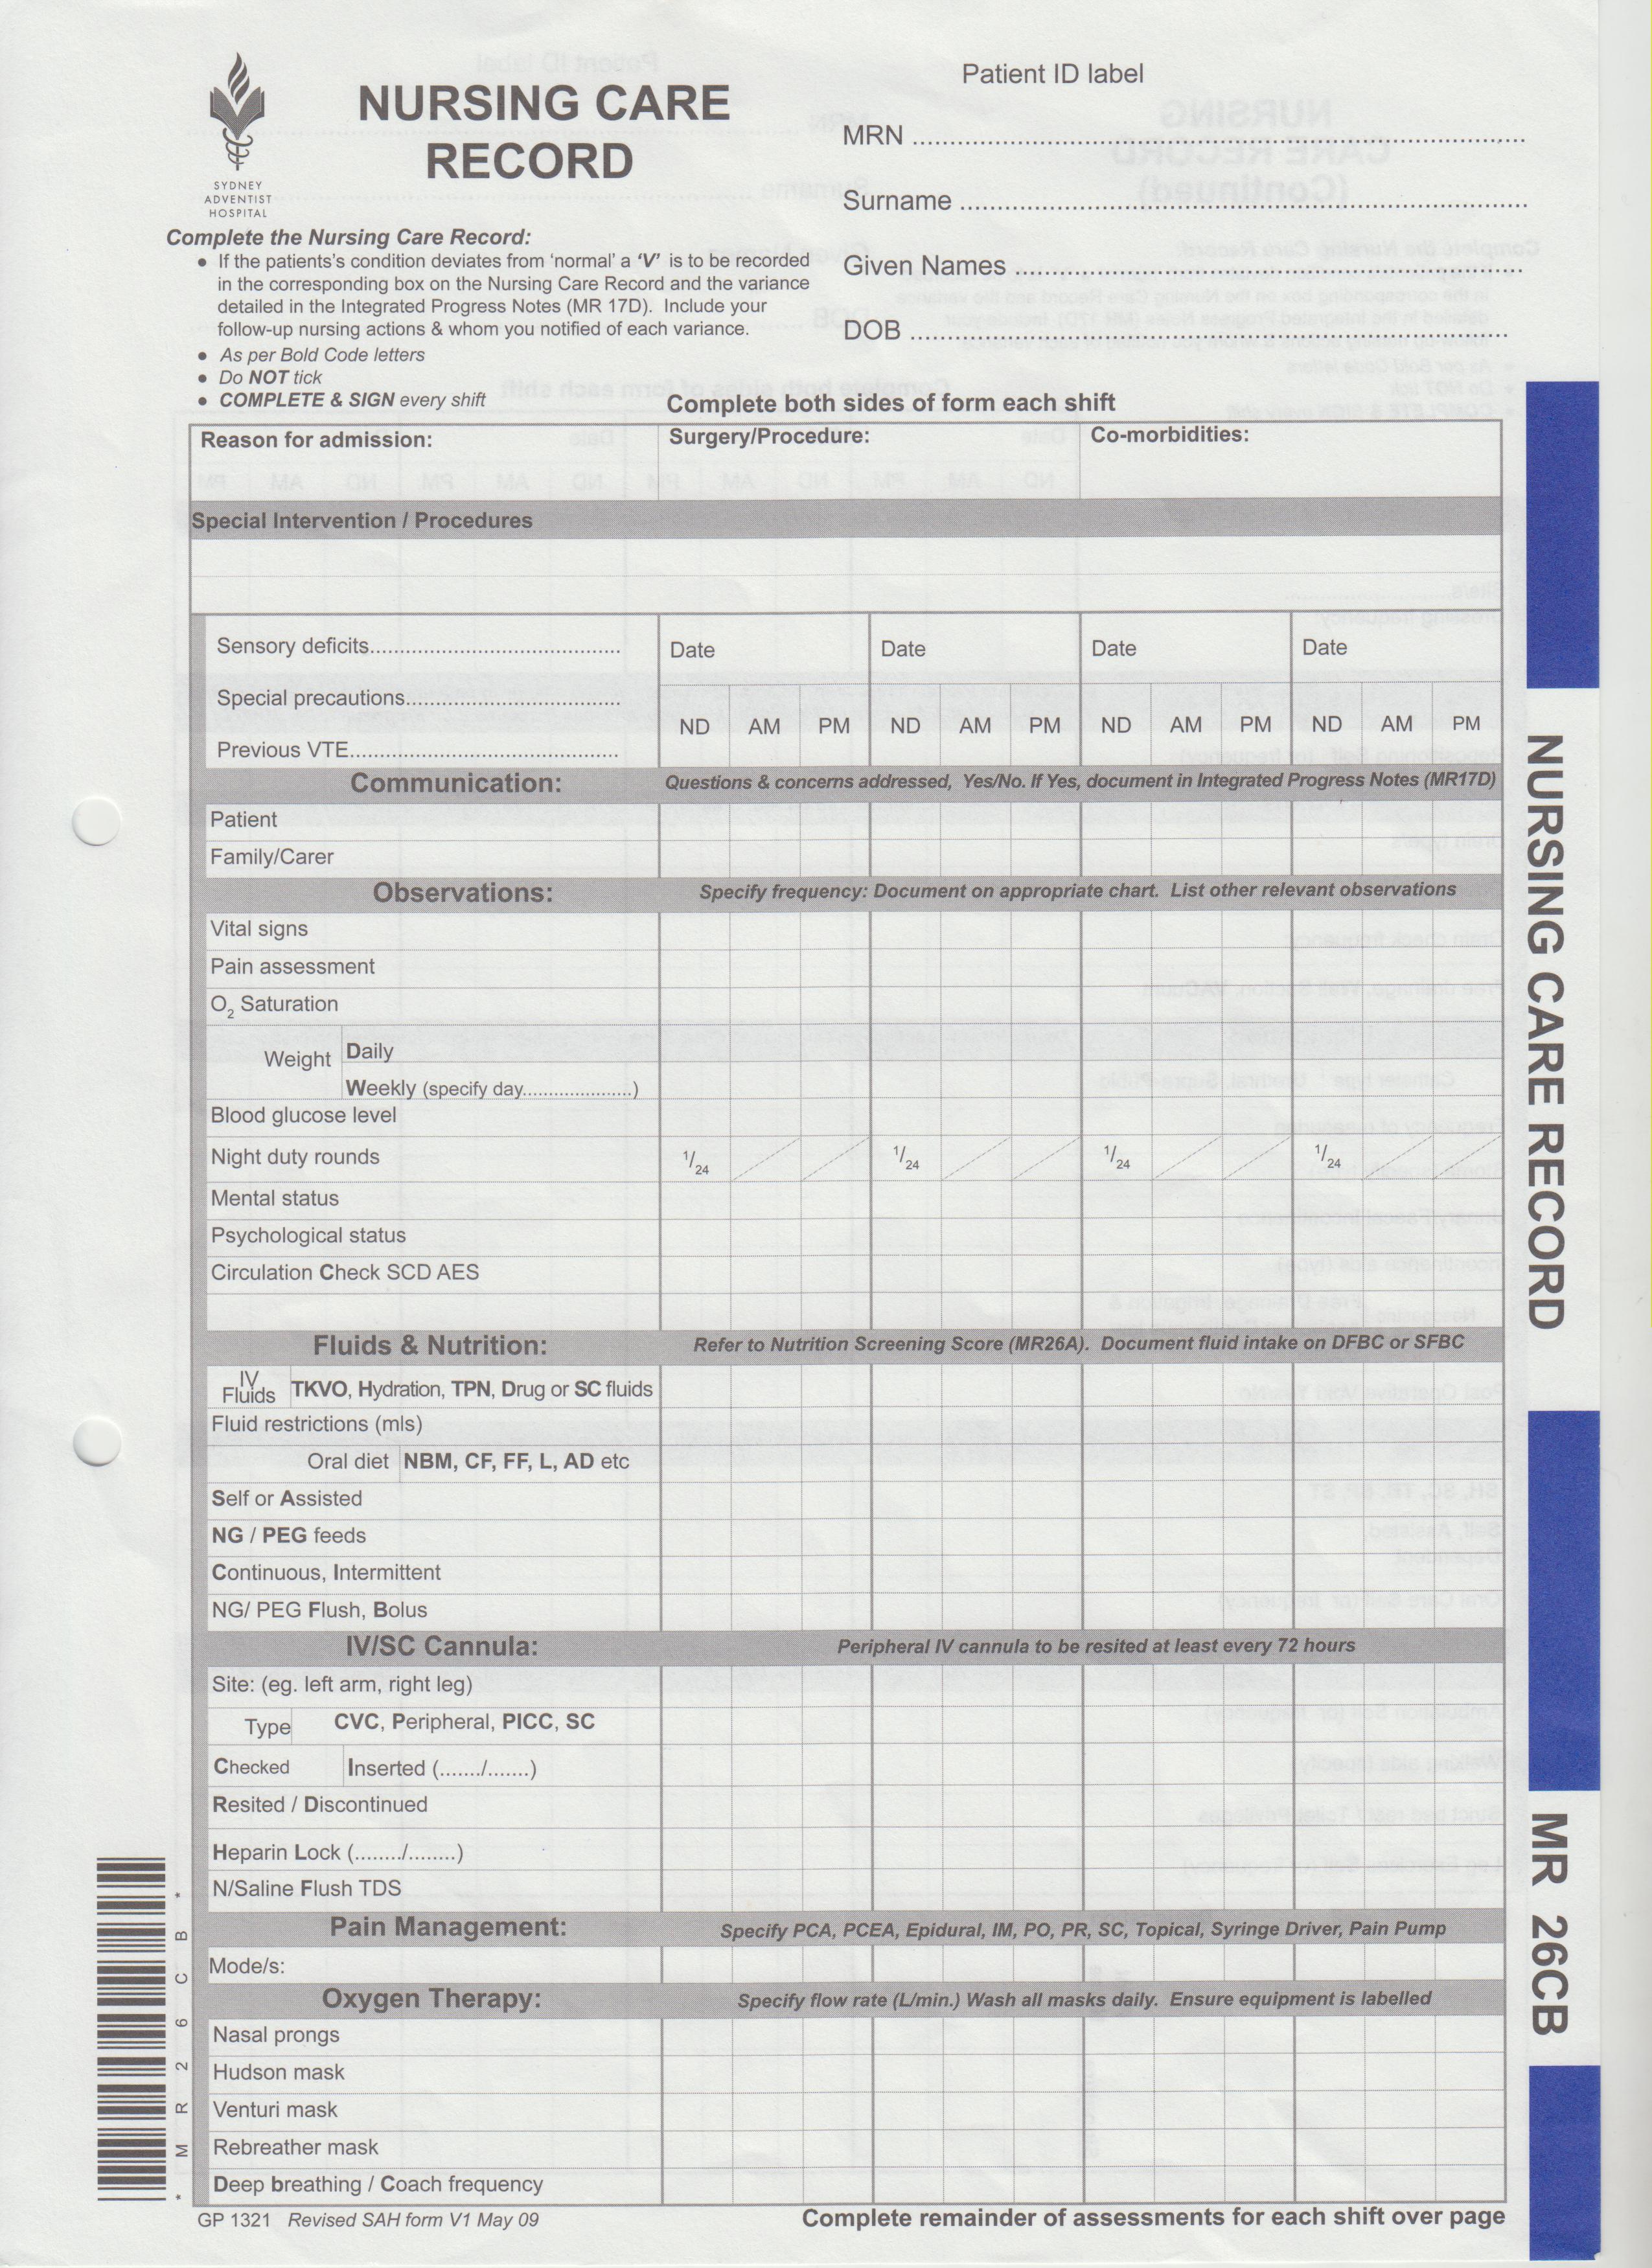 SYDNEY
ADVENTIST
HOSPITAL
NURSING CARE
RECORD
Patient ID label
MRN ..........
Surname ..........
Given Names ..........
DOB ..........
Complete the Nursing Care Record:
• If the patients's condition deviates from 'normal' a 'V' is to be recorded
in the corresponding box on the Nursing Care Record and the variance
detailed in the Integrated Progress Notes (MR 17D). Include your
follow-up nursing actions & whom you notified of each variance.
• As per Bold Code letters
• Do NOT tick
• COMPLETE & SIGN every shift
Complete both sides of form each shift
Reason for admission: Surgery/Procedure: Co-morbidities:
Special Intervention / Procedures
Sensory deficits.......... Date Date Date Date
Special precautions..........
ND AM PM ND AM PM ND AM PM ND AM PM
Previous VTE..........
Communication: Questions & concerns addressed, Yes/No. If Yes, document in Integrated Progress Notes (MR17D)
Patient
Family/Carer
Observations: Specify frequency: Document on appropriate chart. List other relevant observations
Vital signs
Pain assessment
O2 Saturation
Weight Daily
Weekly (specify day..........)
Blood glucose level
Night duty rounds 1/24 1/24 1/24 1/24
Mental status
Psychological status
Circulation Check SCD AES
Fluids & Nutrition: Refer to Nutrition Screening Score (MR26A). Document fluid intake on DFBC or SFBC
IV Fluids TKVO, Hydration, TPN, Drug or SC fluids
Fluid restrictions (mls)
Oral diet NBM, CF, FF, L, AD etc
Self or Assisted
NG / PEG feeds
Continuous, Intermittent
NG/ PEG Flush, Bolus
IV/SC Cannula: Peripheral IV cannula to be resited at least every 72 hours
Site: (eg. left arm, right leg)
Type CVC, Peripheral, PICC, SC
Checked Inserted (......./.......)
Resited / Discontinued
Heparin Lock (......../........)
N/Saline Flush TDS
Pain Management: Specify PCA, PCEA, Epidural, IM, PO, PR, SC, Topical, Syringe Driver, Pain Pump
Mode/s:
Oxygen Therapy: Specify flow rate (L/min.) Wash all masks daily. Ensure equipment is labelled
Nasal prongs
Hudson mask
Venturi mask
Rebreather mask
Deep breathing / Coach frequency
GP 1321 Revised SAH form V1 May 09
Complete remainder of assessments for each shift over page
* M R 2 6 C B *
NURSING CARE RECORD
MR 26CB